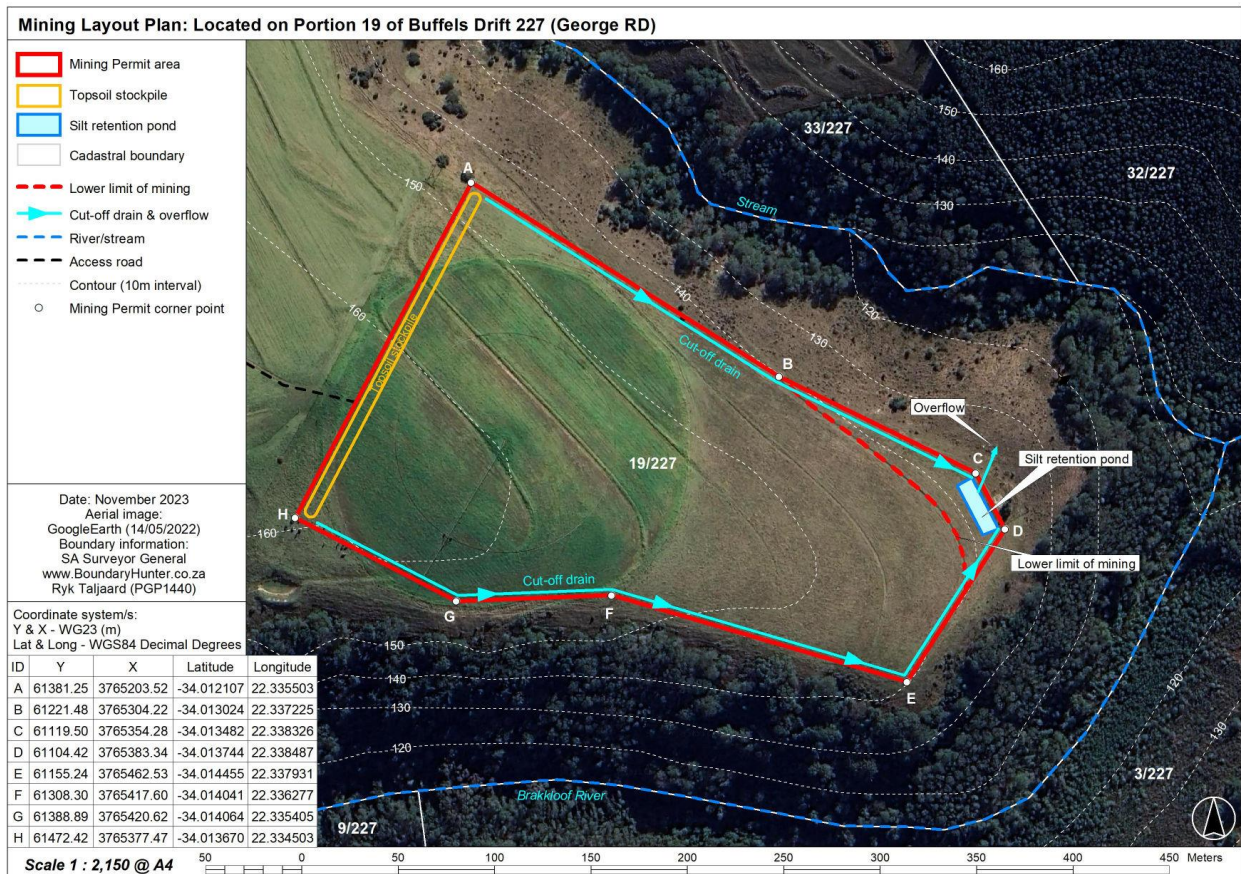 Mining Layout Plan: Located on Portion 19 of Buffels Drift 227 (George RD)
Mining Permit area
Topsoil stockpile
Silt retention pond
Cadastral boundary
Lower limit of mining
Cut-off drain & overflow
River/stream
Access road
Contour (10m interval)
Mining Permit corner point
Date: November 2023
Aerial image:
GoogleEarth (14/05/2022)
Boundary information:
SA Surveyor General
www.BoundaryHunter.co.za
Ryk Taljaard (PGP1440)
Coordinate system/s:
Y & X - WG23 (m)
Lat & Long - WGS84 Decimal Degrees
ID Y X Latitude Longitude
A 61381.25 3765203.52 -34.012107 22.335503
B 61221.48 3765304.22 -34.013024 22.337225
C 61119.50 3765354.28 -34.013482 22.338326
D 61104.42 3765383.34 -34.013744 22.338487
E 61155.24 3765462.53 -34.014455 22.337931
F 61308.30 3765417.60 -34.014041 22.336277
G 61388.89 3765420.62 -34.014064 22.335405
H 61472.42 3765377.47 -34.013670 22.334503
Scale 1 : 2,150 @ A4
50 0 50 100 150 200 250 300 350 400 450 Meters
160
150
33/227
140
32/227
A
150
130
Stream
140
120
160
130
Cut-off drain
B
Topsoil stockpile
Overflow
19/227
C
Silt retention pond
H
160
D
Lower limit of mining
Cut-off drain
G
F
150
140
E
130
120
120
130
3/227
Brakkloof River
9/227